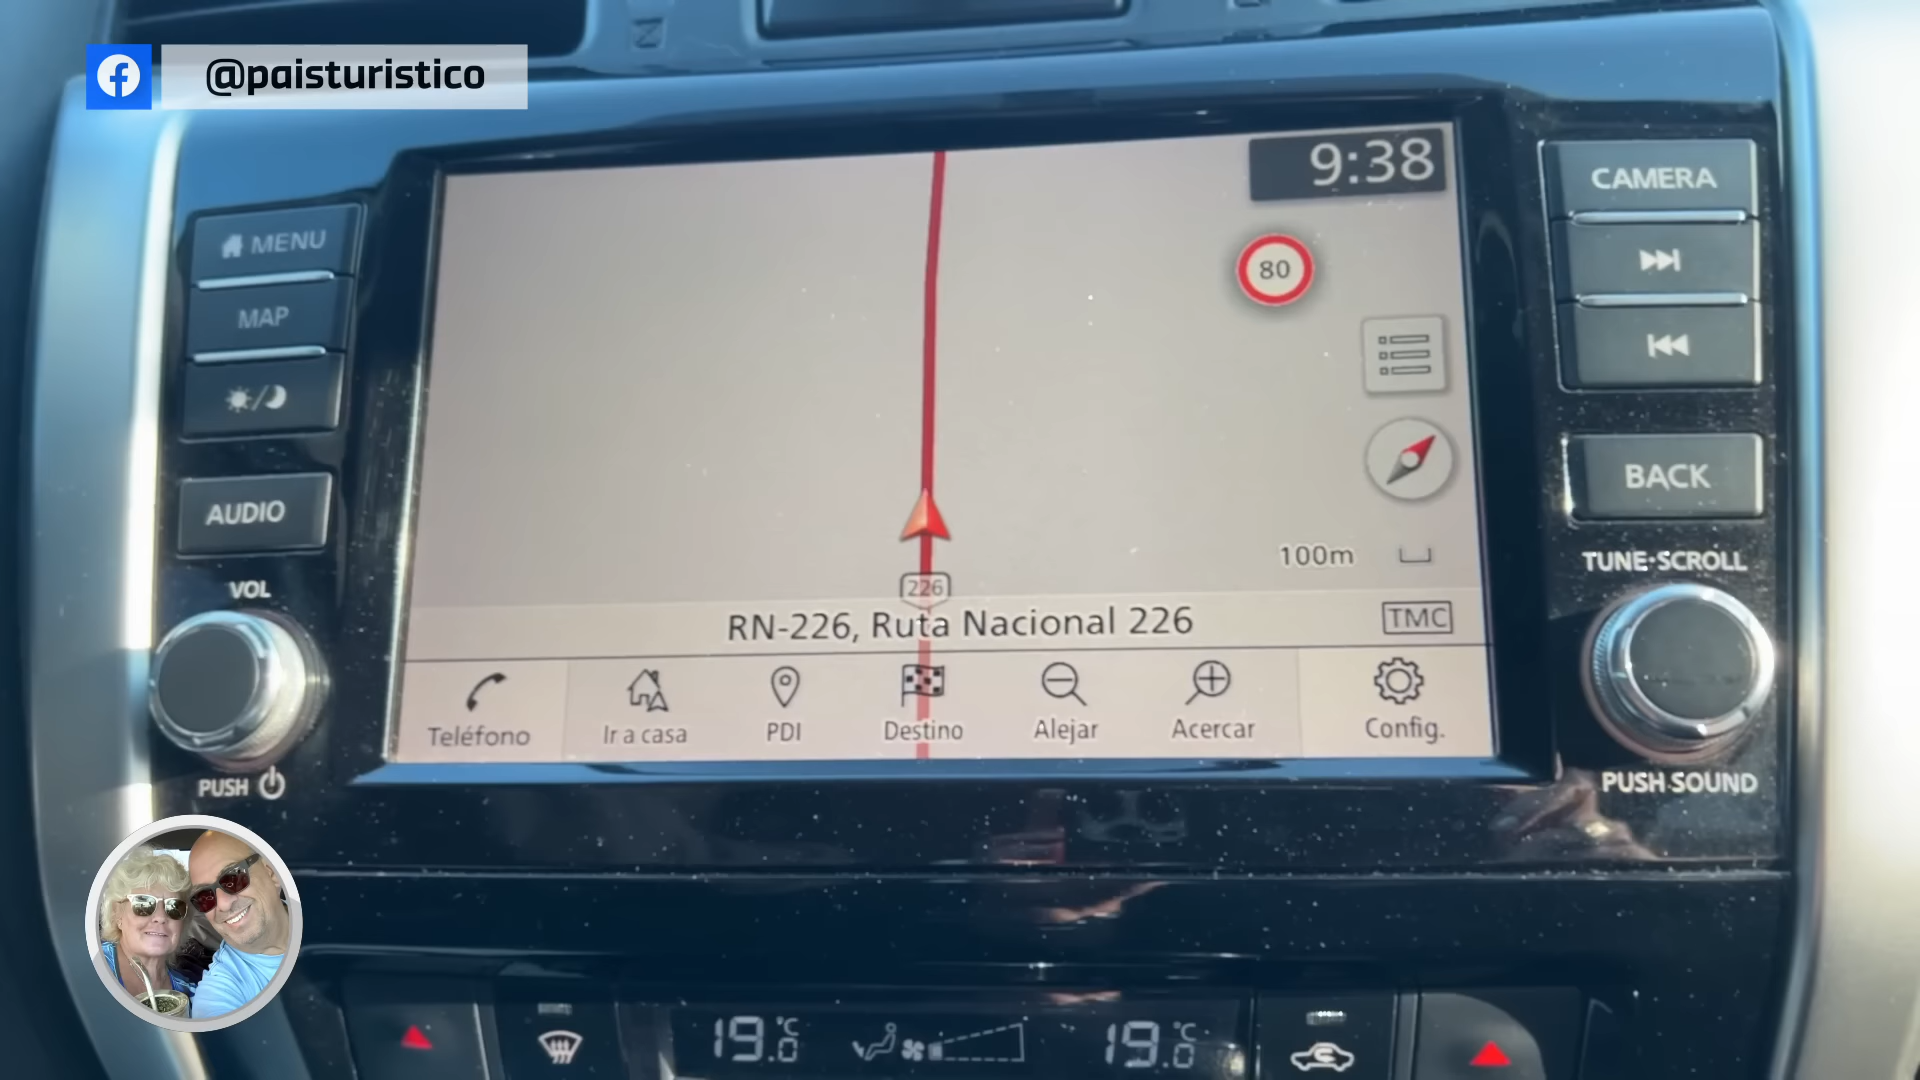 @paisturistico
9:38
CAMERA
80
MENU
MAP
AUDIO
BACK
100m
VOL
TUNE·SCROLL
226
RN-226, Ruta Nacional 226
TMC
Teléfono
Ir a casa
PDI
Destino
Alejar
Acercar
Config.
PUSH
PUSH SOUND
19.0°C
19.0°C